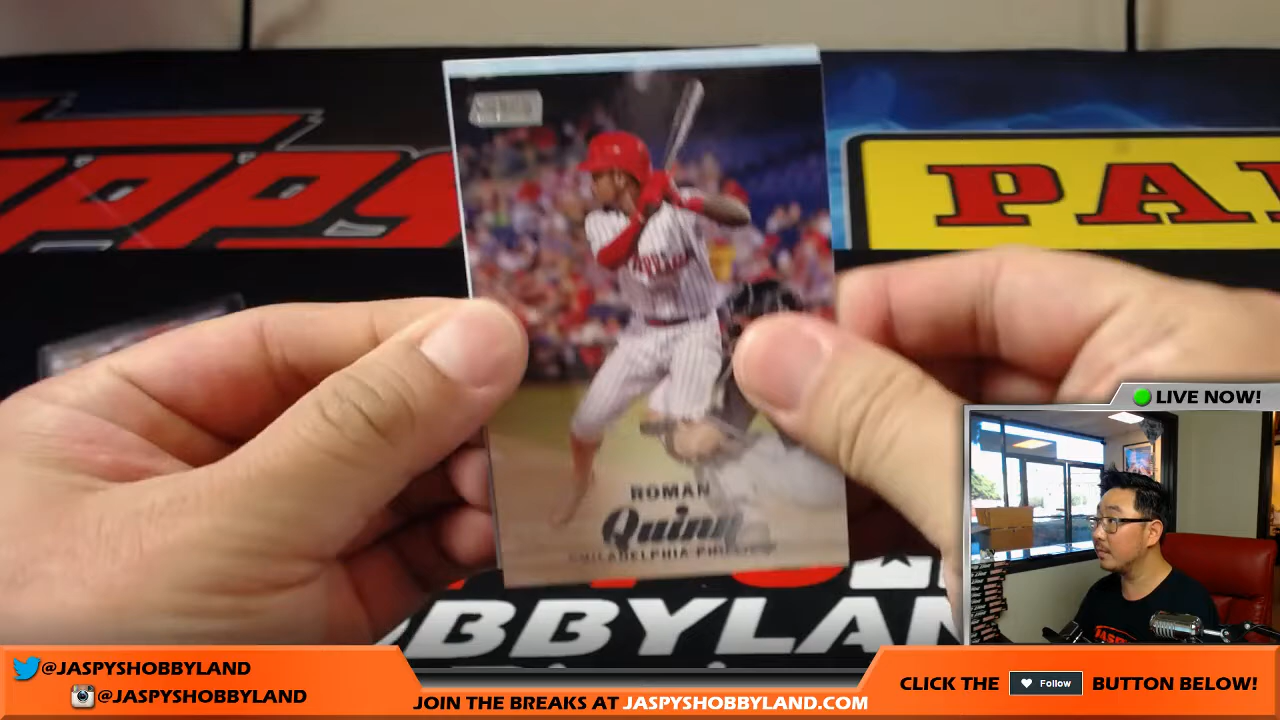 PA
ROMAN
Quinn
PHILADELPHIA PHILLIES
LIVE NOW!
@JASPYSHOBBYLAND
@JASPYSHOBBYLAND
JOIN THE BREAKS AT JASPYSHOBBYLAND.COM
CLICK THE Follow BUTTON BELOW!